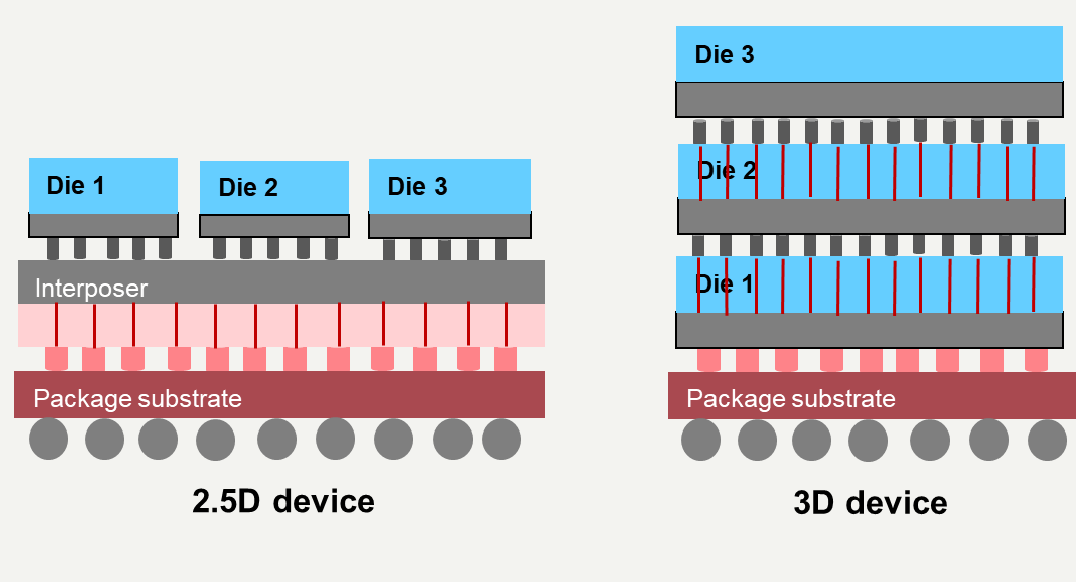 Die 1
Die 2
Die 3
Interposer
Package substrate
2.5D device
Die 3
Die 2
Die 1
Package substrate
3D device